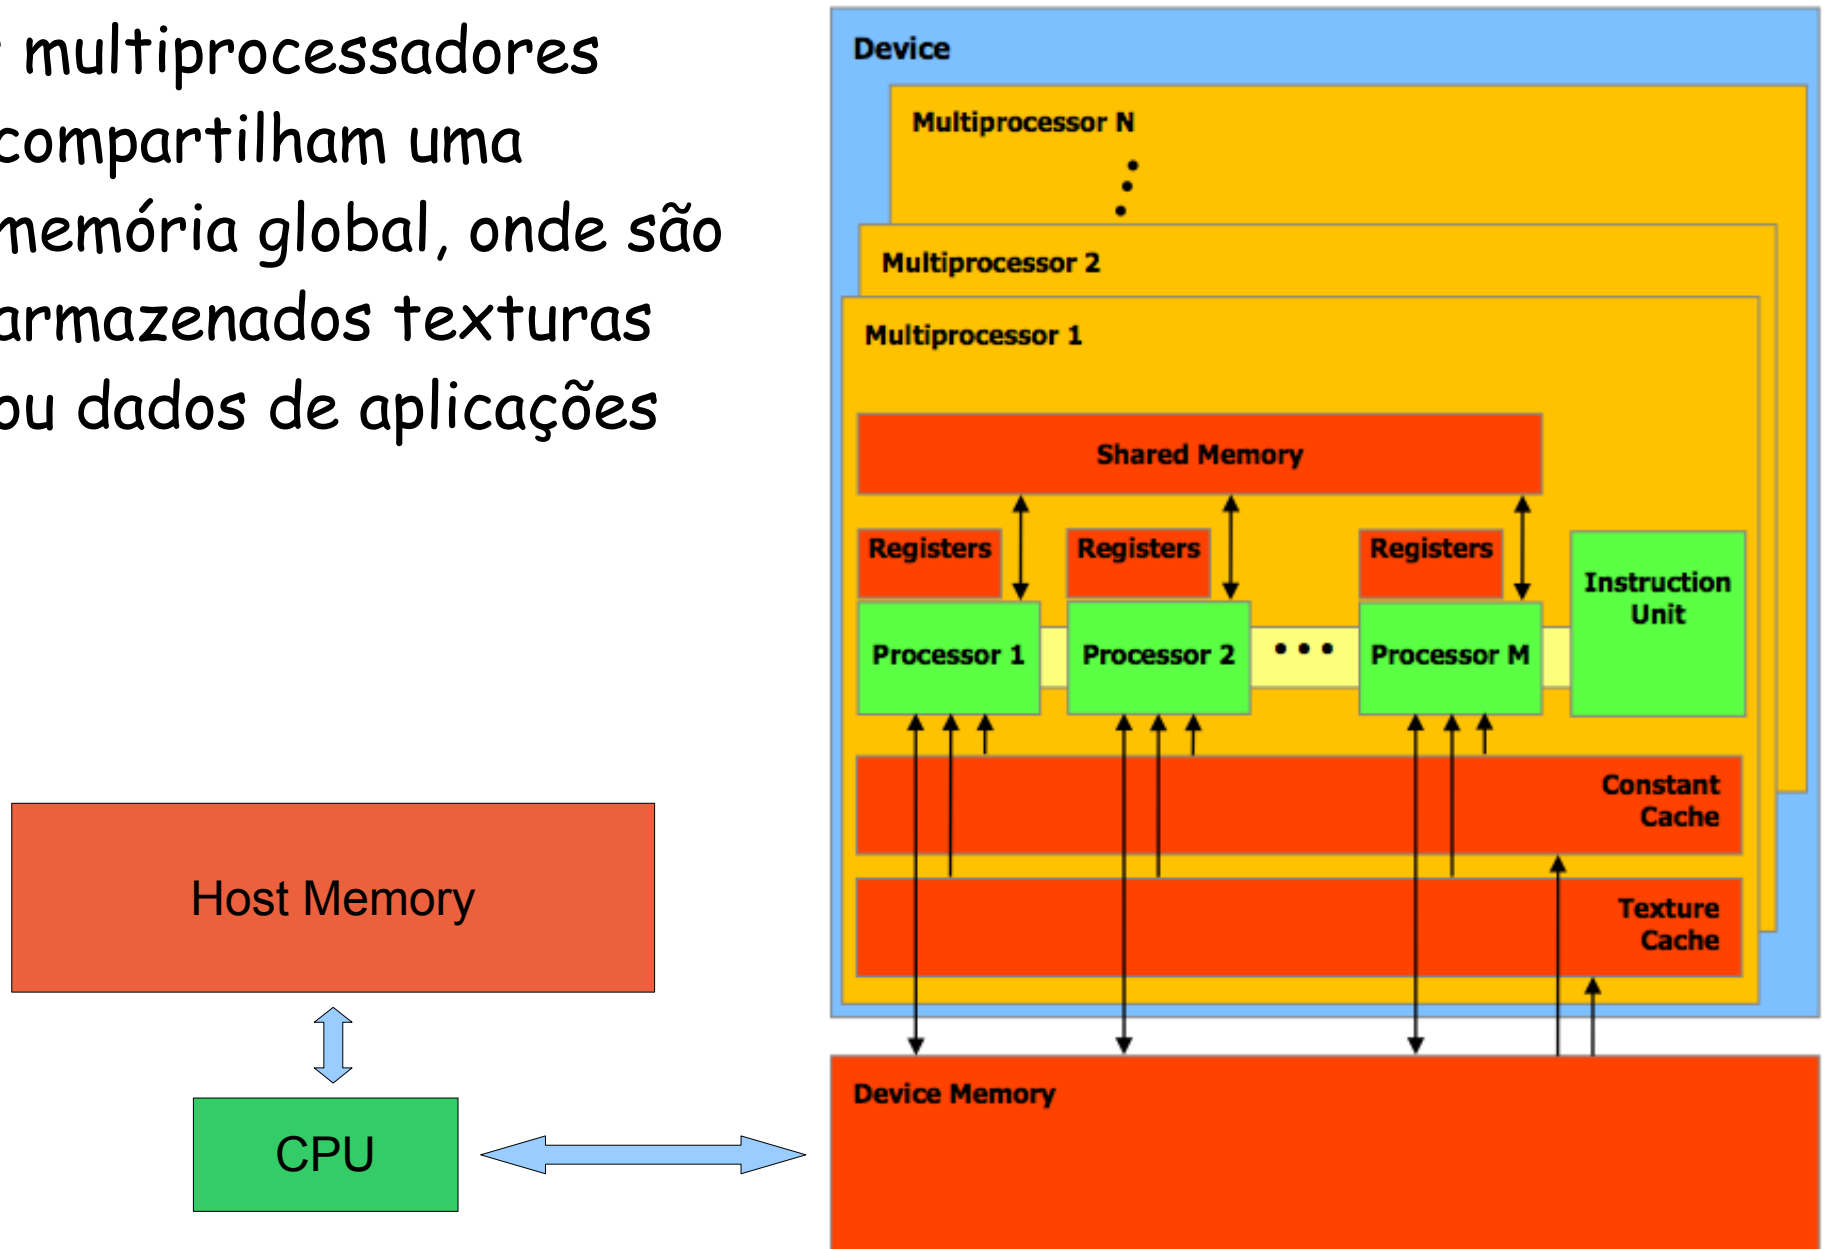 multiprocessadores
compartilham uma
memória global, onde são
armazenados texturas
ou dados de aplicações
Device
Multiprocessor N
Multiprocessor 2
Multiprocessor 1
Shared Memory
Registers
Registers
Registers
Instruction
Unit
Processor 1
Processor 2
Processor M
Constant
Cache
Texture
Cache
Host Memory
CPU
Device Memory